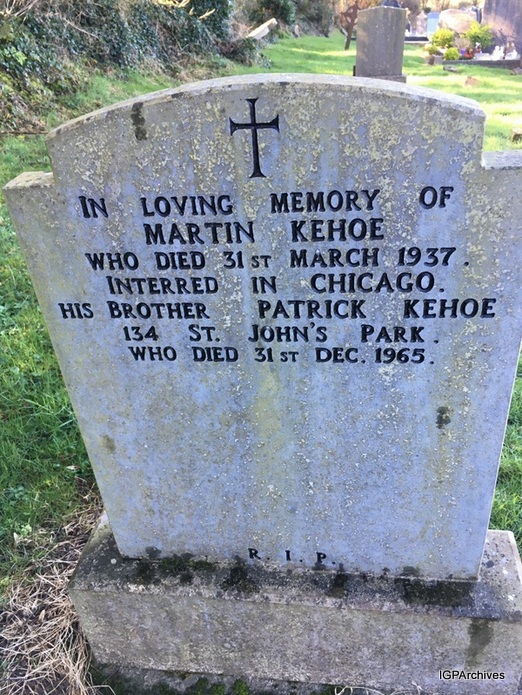 IN LOVING MEMORY OF
MARTIN KEHOE
WHO DIED 31ST MARCH 1937.
INTERRED IN CHICAGO.
HIS BROTHER PATRICK KEHOE
134 ST. JOHN'S PARK.
WHO DIED 31ST DEC. 1965.
R. I. P.
IGPArchives